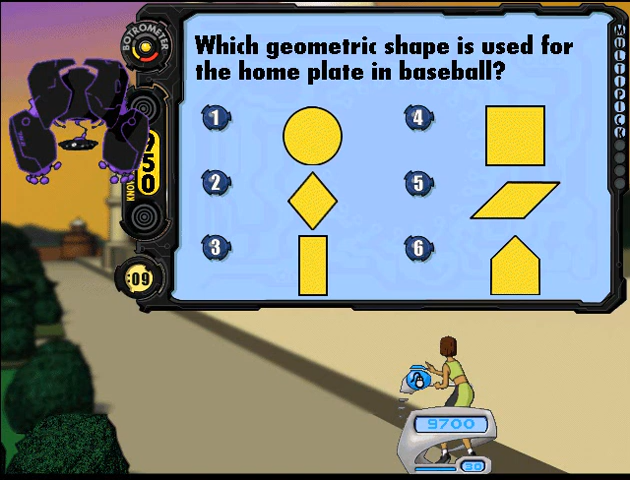 BOTROMETER
Which geometric shape is used for
the home plate in baseball?
MULTIPICK
1
4
2
5
3
6
950
:09
9700
30